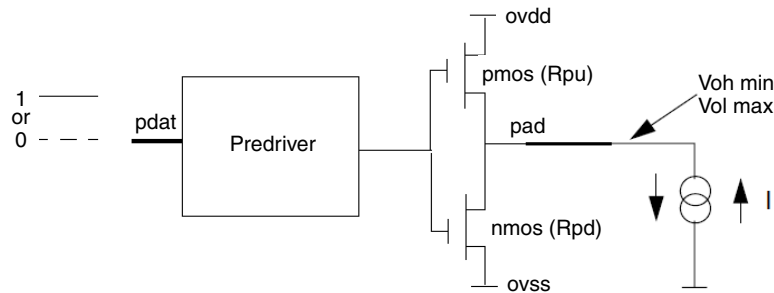 ovdd
pmos (Rpu)
Voh min
Vol max
1
or
0
pdat
Predriver
pad
nmos (Rpd)
I
ovss